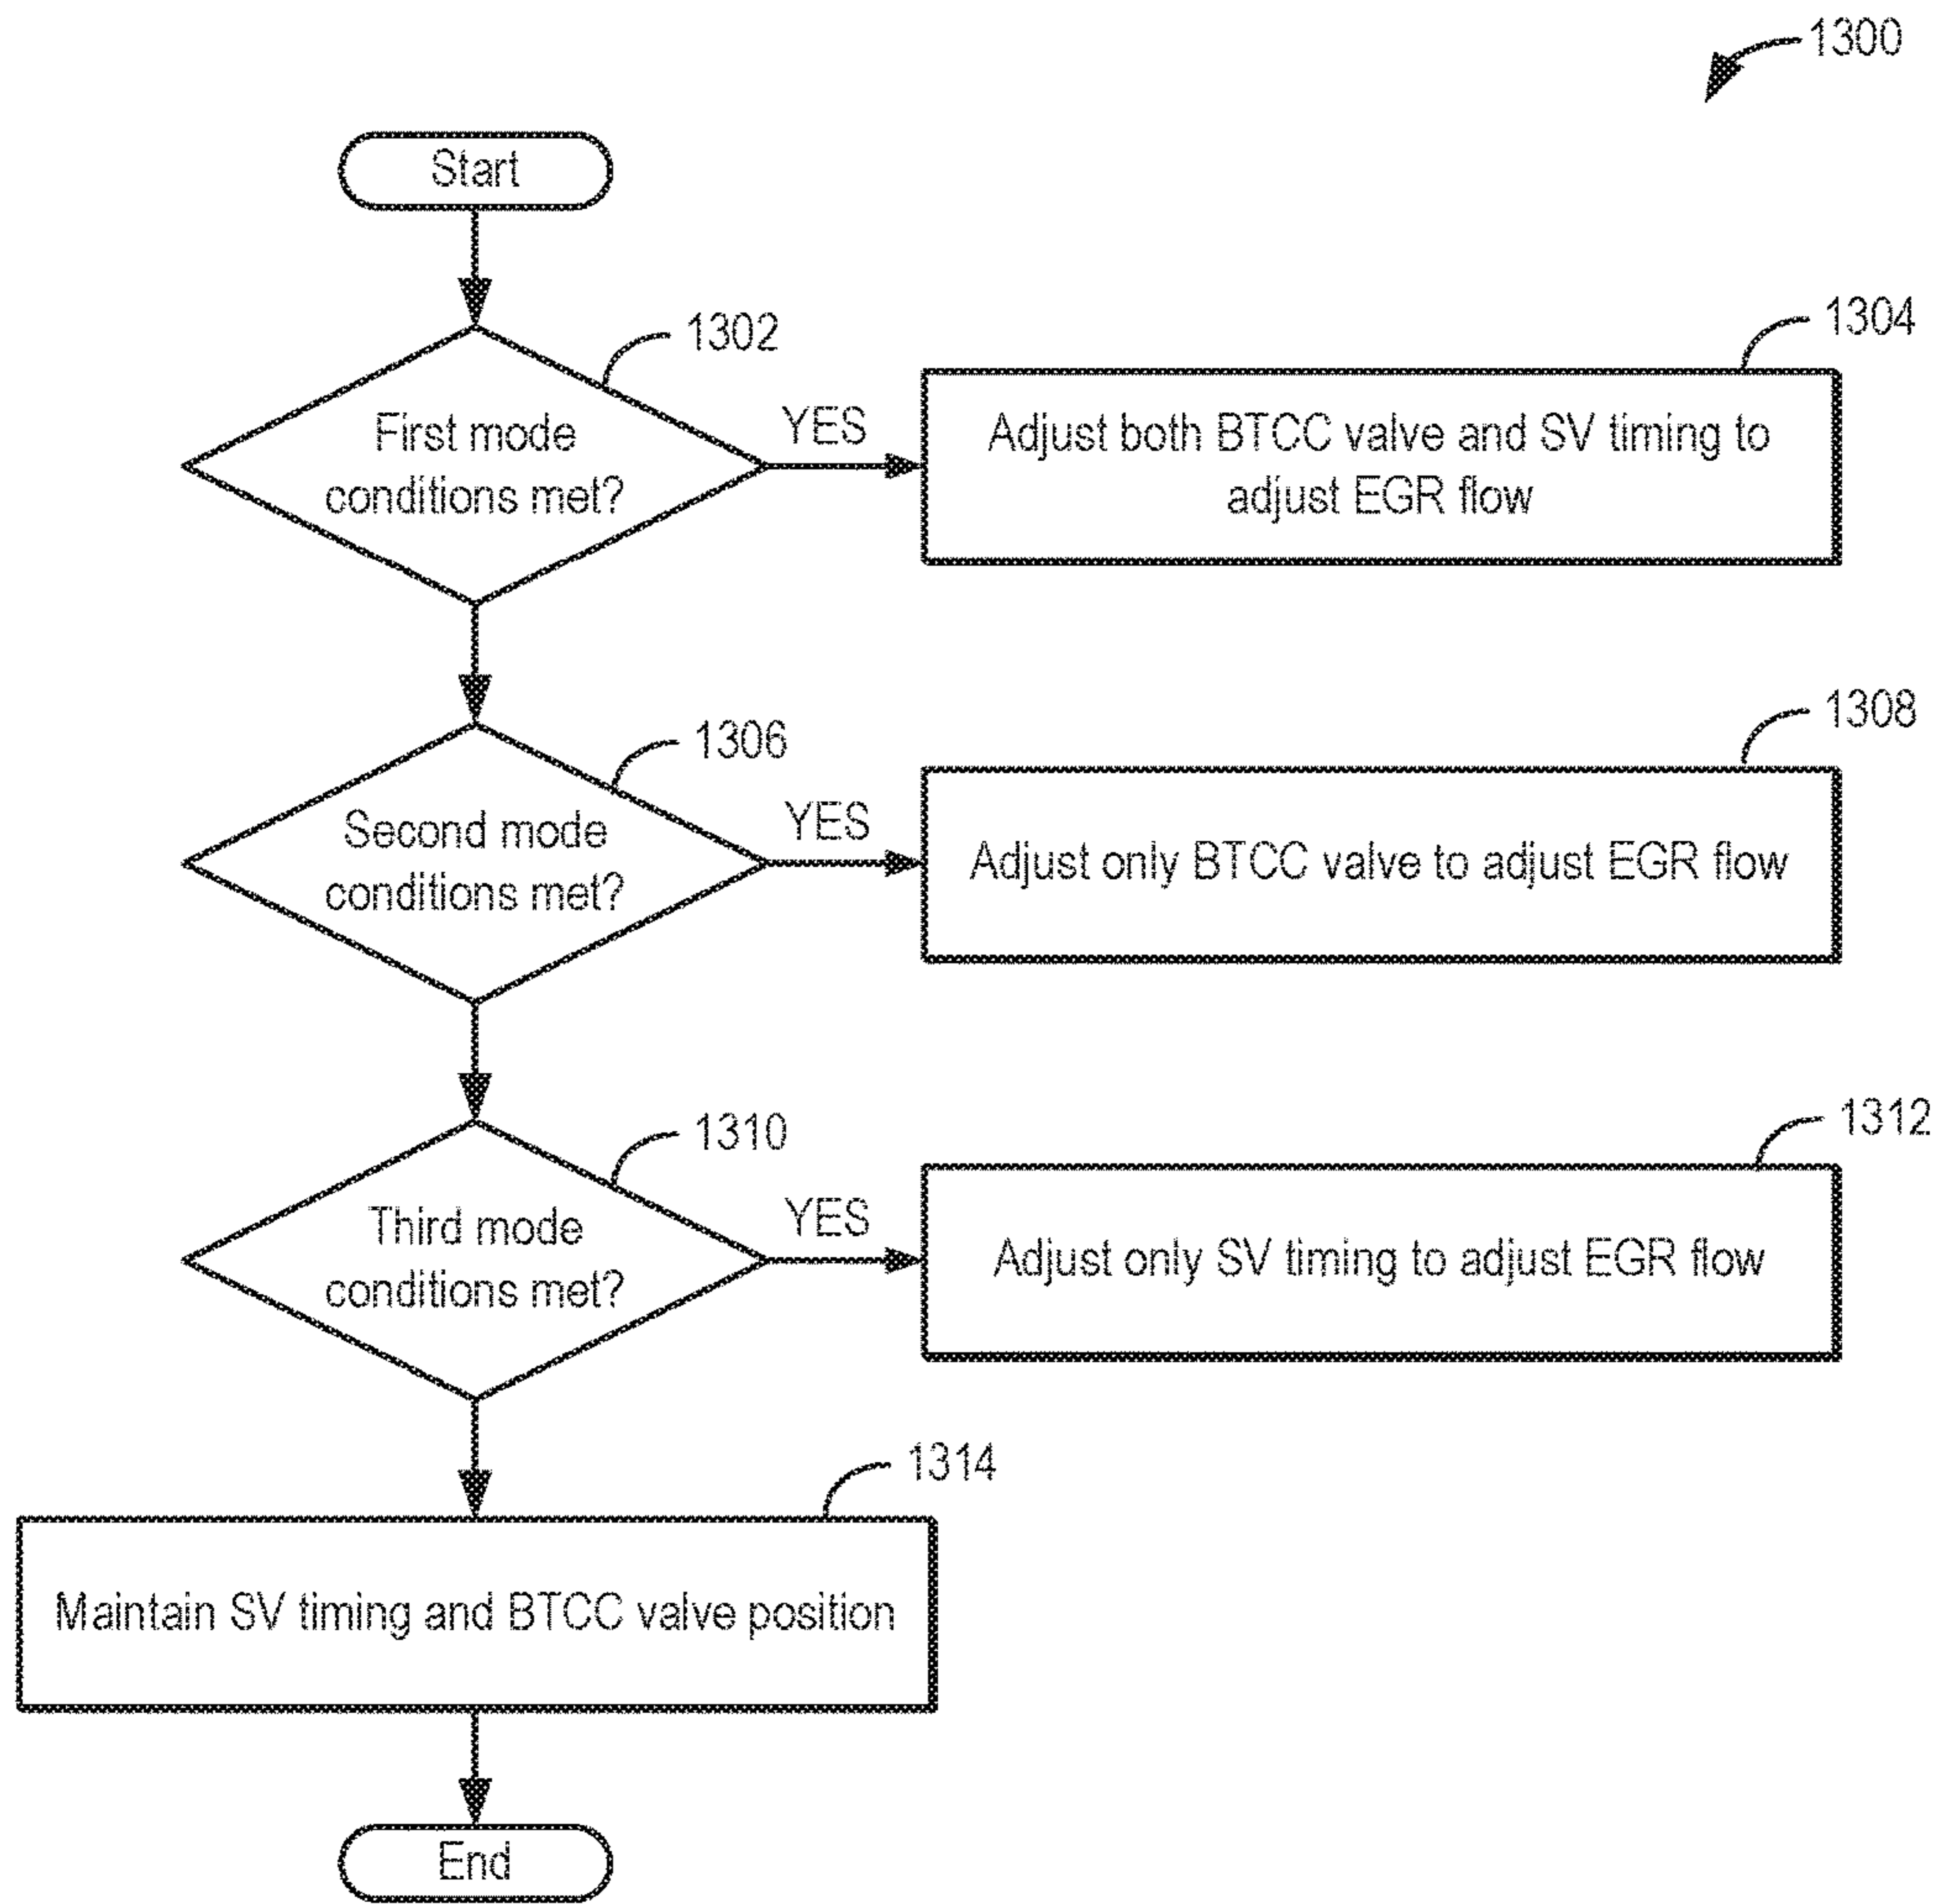 1300
Start
1302
First mode
conditions met?
YES
1304
Adjust both BTCC valve and SV timing to
adjust EGR flow
1306
Second mode
conditions met?
YES
1308
Adjust only BTCC valve to adjust EGR flow
1310
Third mode
conditions met?
YES
1312
Adjust only SV timing to adjust EGR flow
1314
Maintain SV timing and BTCC valve position
End